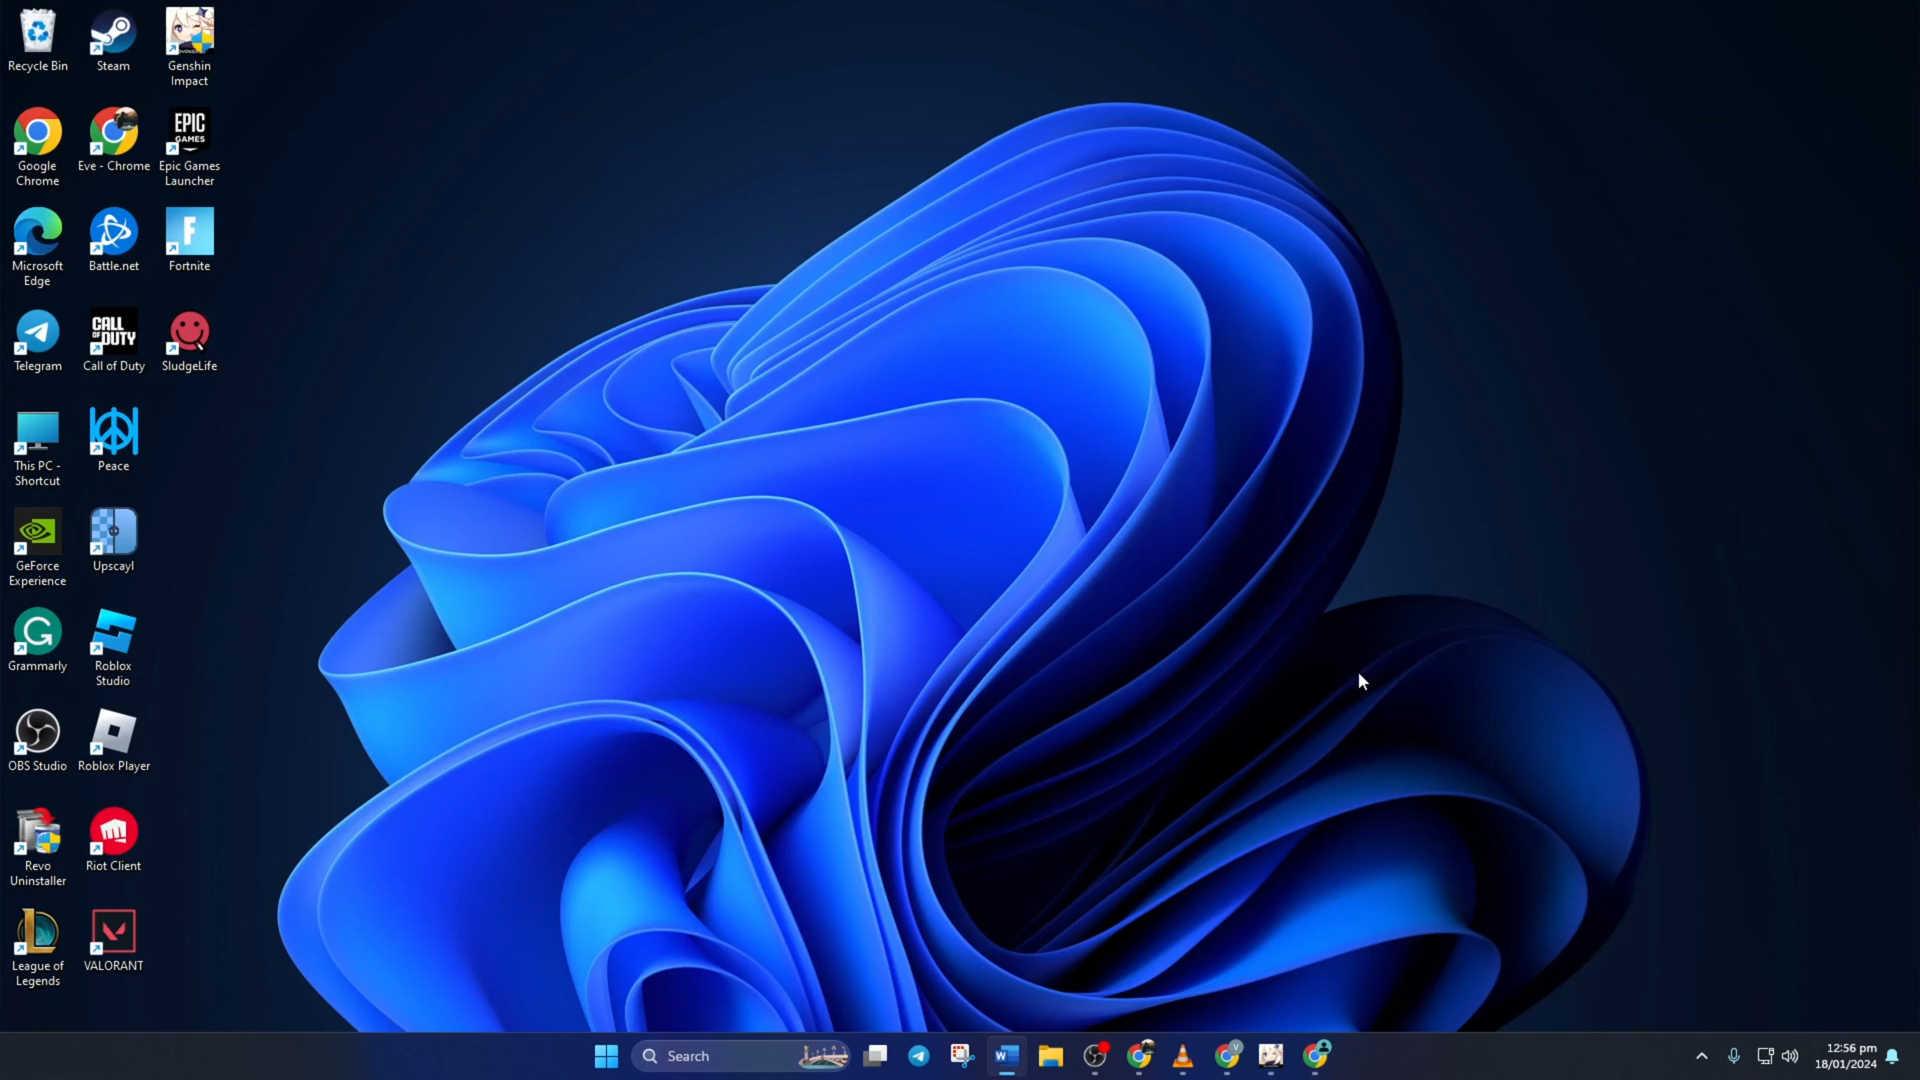 Recycle Bin
Steam
Genshin
Impact
Google
Chrome
Eve - Chrome
EPIC
GAMES
Epic Games
Launcher
Microsoft
Edge
Battle.net
F
Fortnite
Telegram
CALL
OF DUTY
Call of Duty
SludgeLife
This PC -
Shortcut
Peace
GeForce
Experience
Upscayl
G
Grammarly
Roblox
Studio
OBS Studio
Roblox Player
Revo
Uninstaller
Riot Client
L
League of
Legends
VALORANT
Search
W
V
12:56 pm
18/01/2024